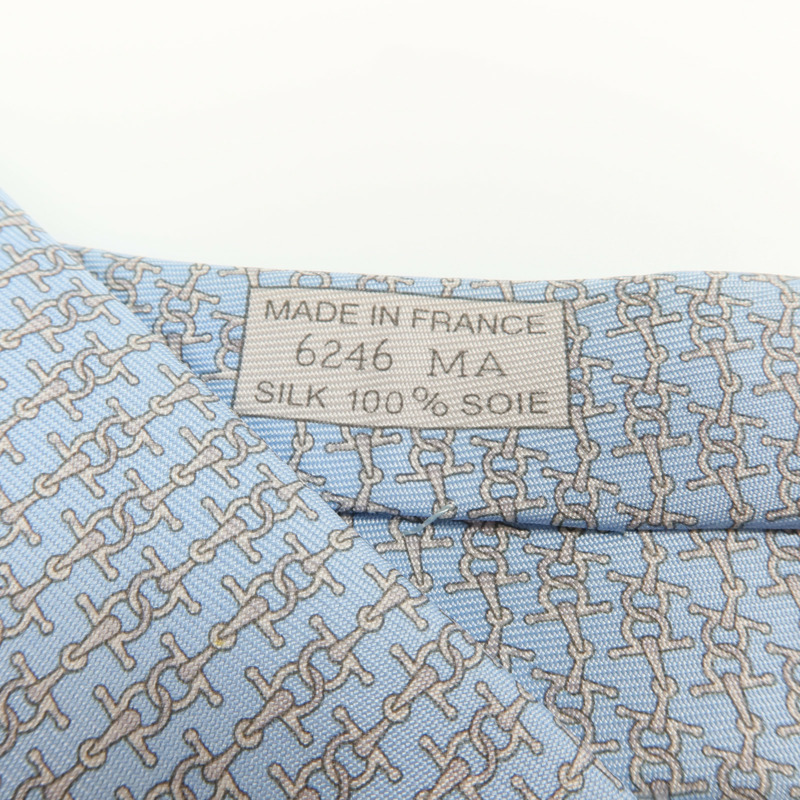 MADE IN FRANCE
6246 MA
SILK 100% SOIE